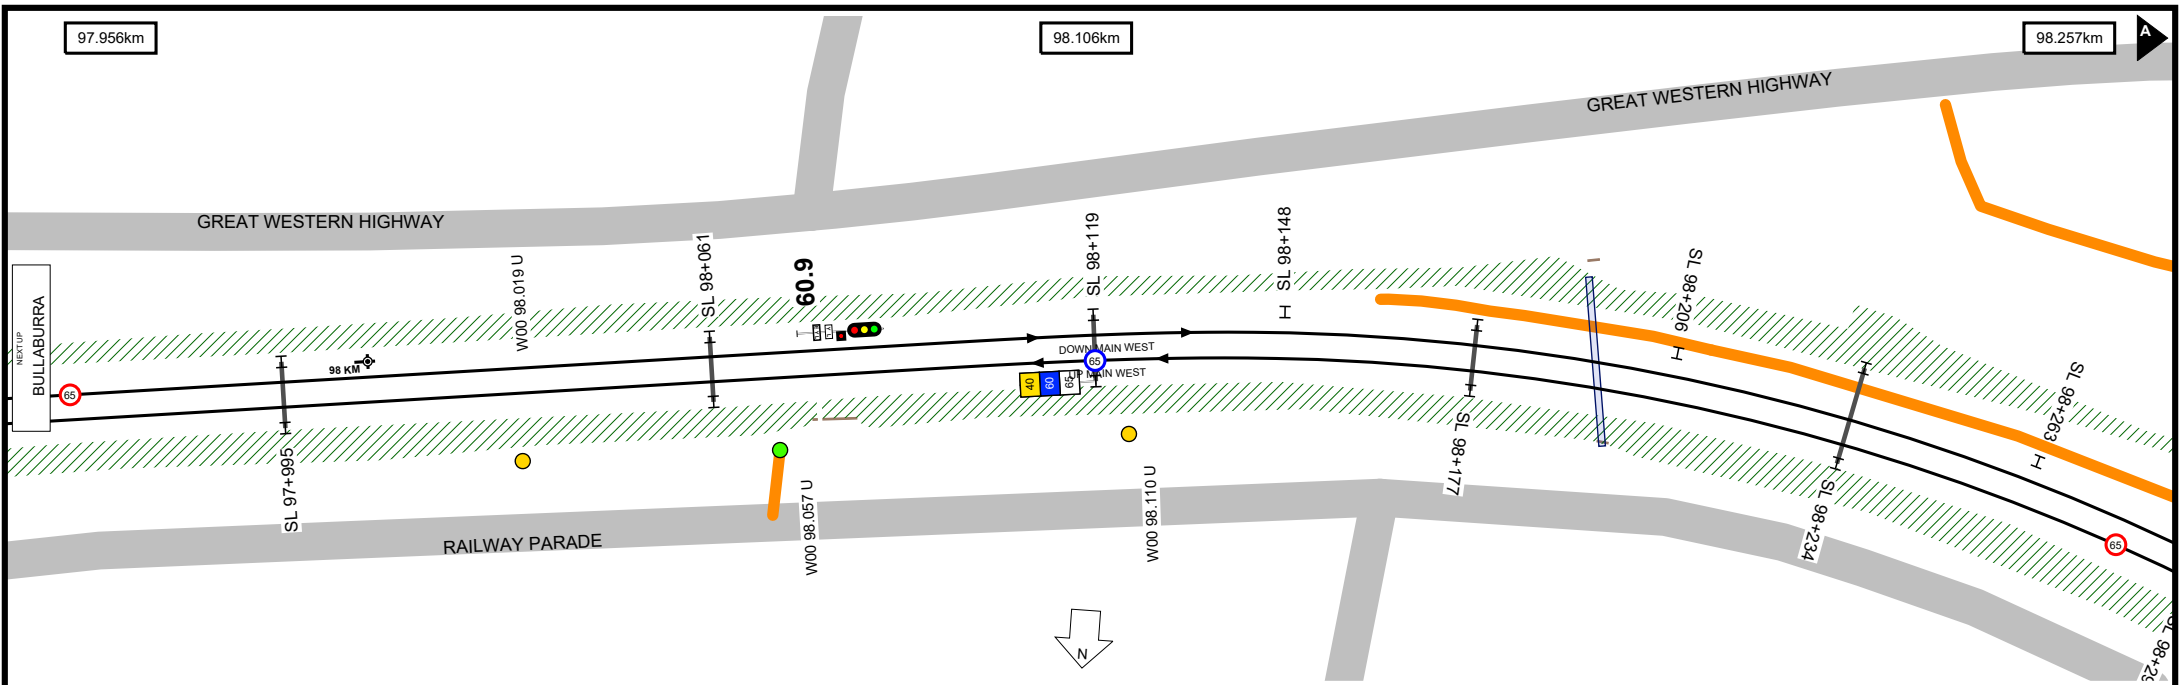 97.956km
98.106km
98.257km
A
GREAT WESTERN HIGHWAY
GREAT WESTERN HIGHWAY
NEXT UP
BULLABURRA
65
98 KM
SL 97+995
W00 98.019 U
SL 98+061
60.9
W00 98.057 U
SL 98+119
DOWN MAIN WEST
65
UP MAIN WEST
40
60
65
W00 98.110 U
SL 98+148
SL 98+177
SL 98+206
SL 98+234
SL 98+263
65
RAILWAY PARADE
N